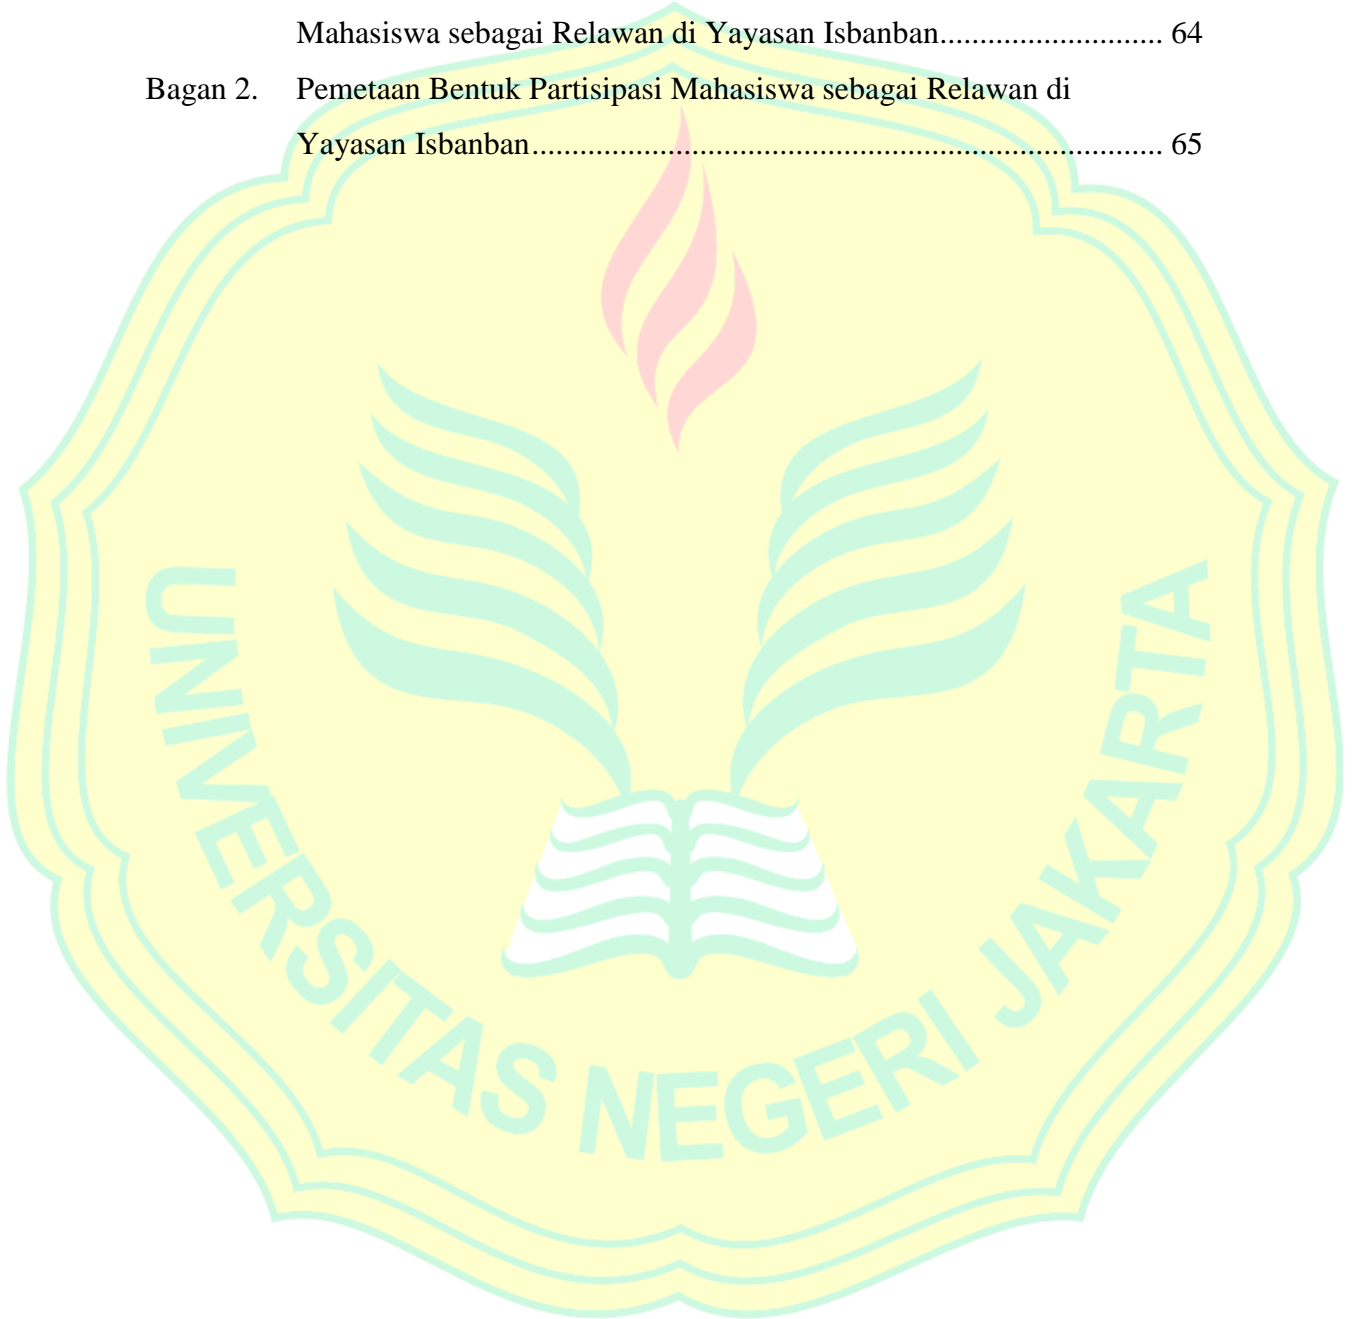 Mahasiswa sebagai Relawan di Yayasan Isbanban............................ 64
Bagan 2. Pemetaan Bentuk Partisipasi Mahasiswa sebagai Relawan di
Yayasan Isbanban............................................................................... 65
UNIVERSITAS NEGERI JAKARTA